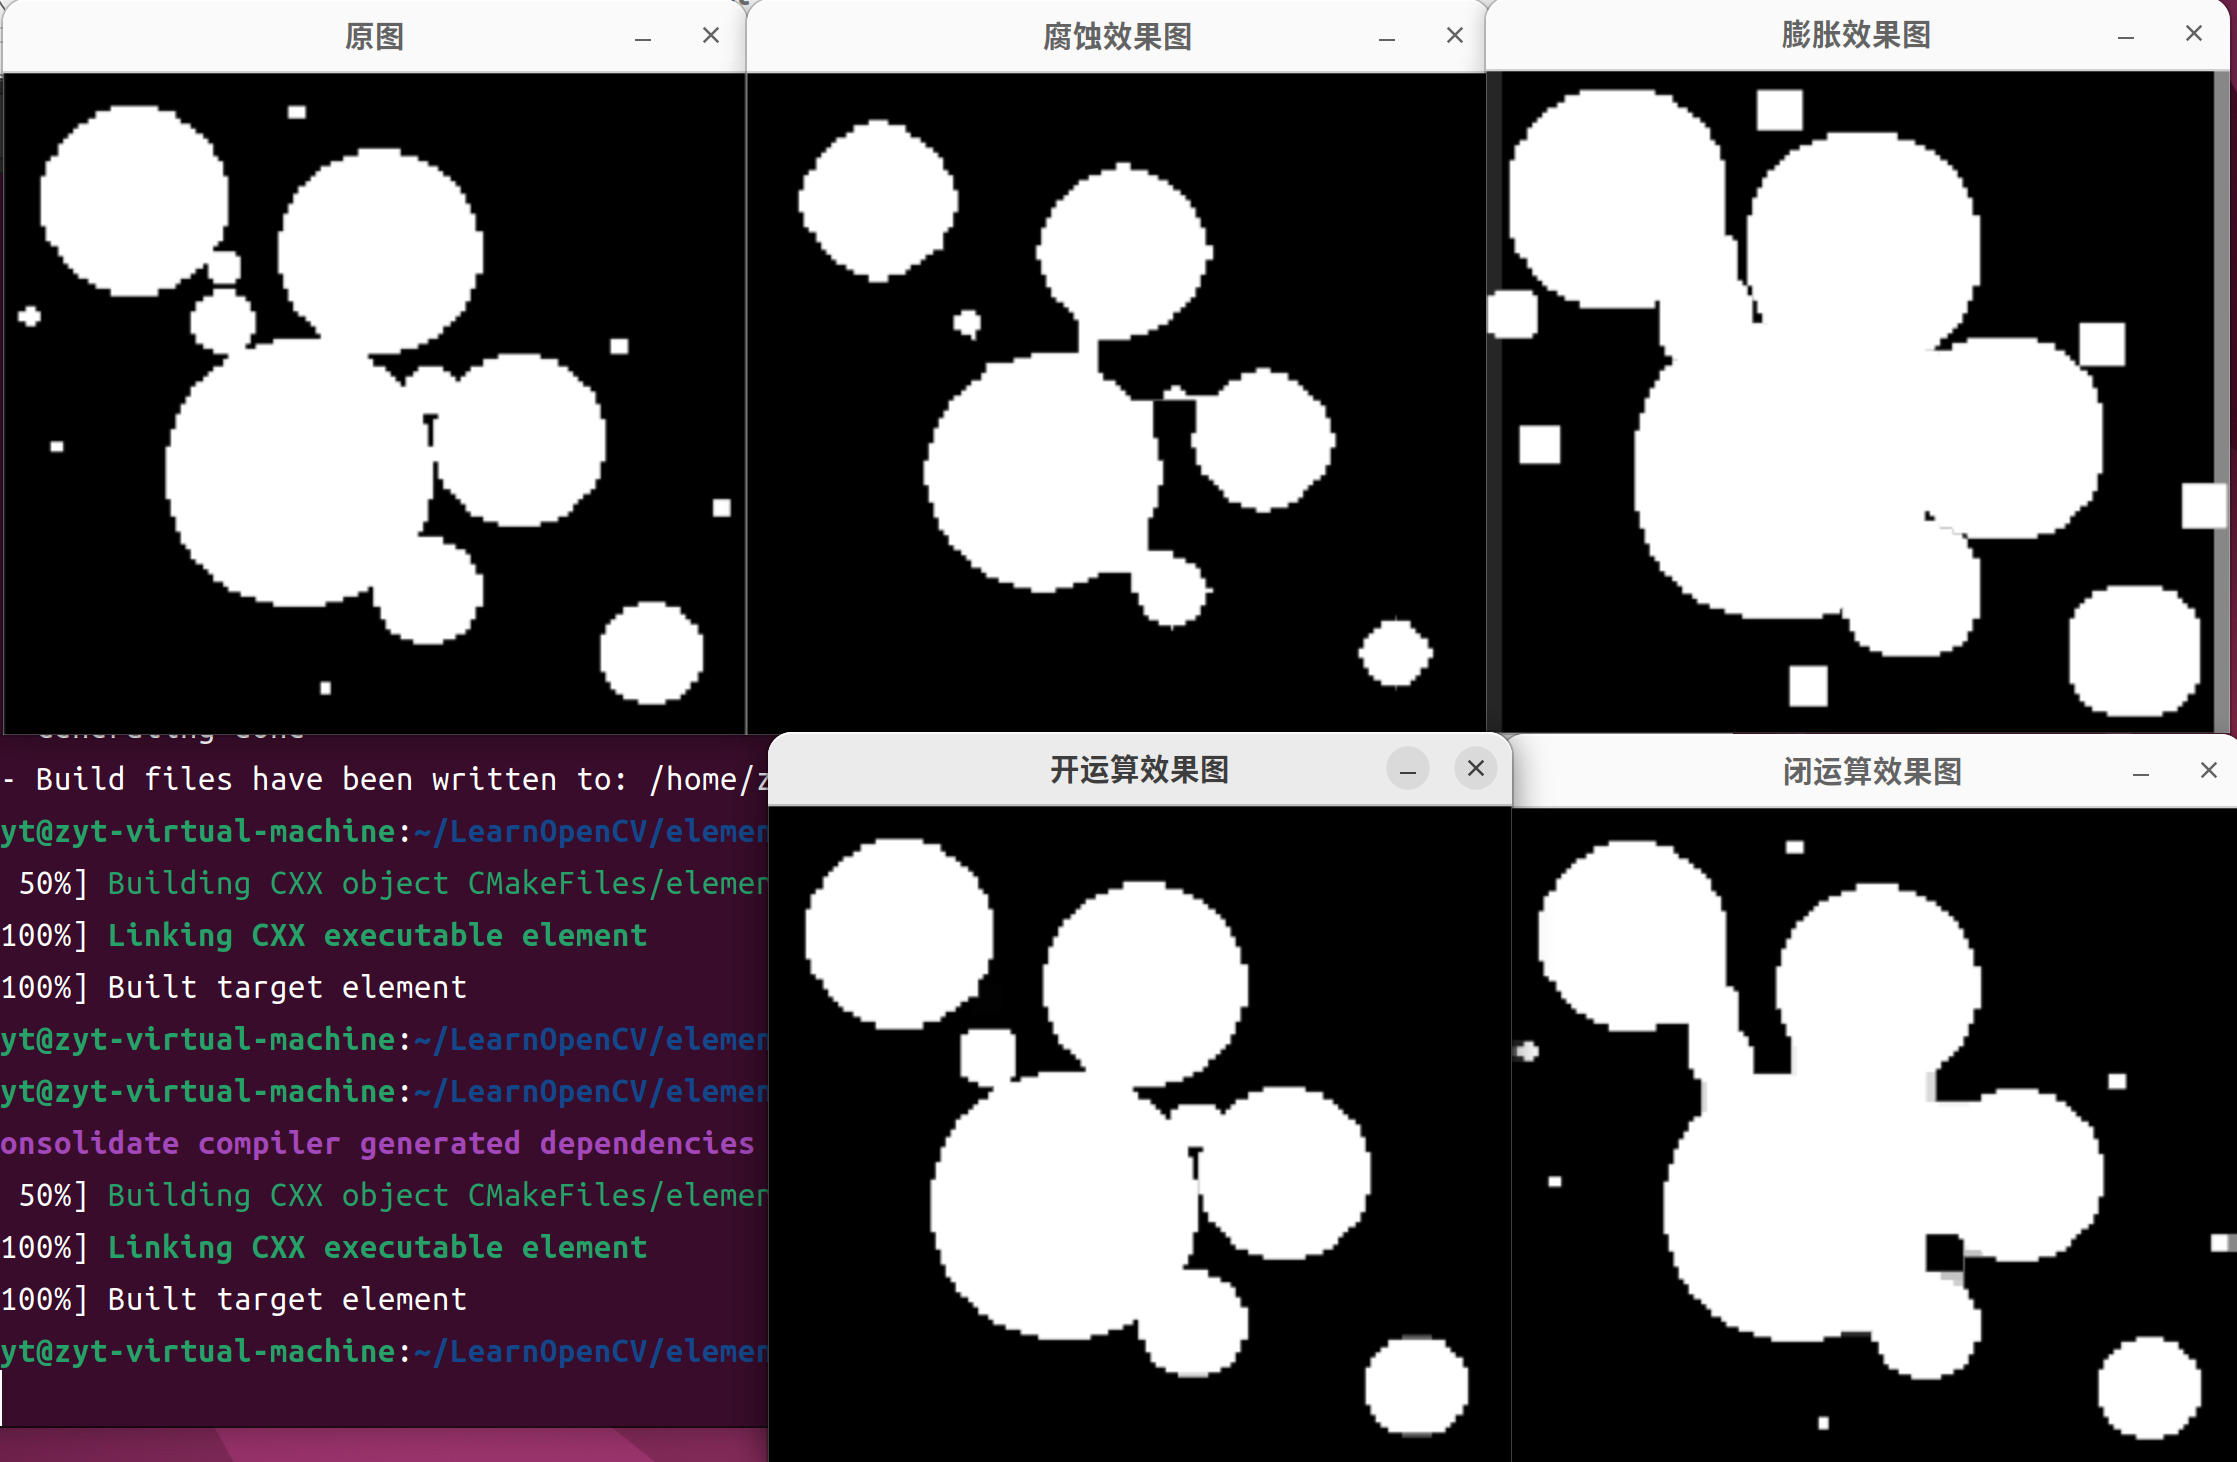 原图
腐蚀效果图
膨胀效果图
- Build files have been written to: /home/z
yt@zyt-virtual-machine:~/LearnOpenCV/elemen
50%] Building CXX object CMakeFiles/elemen
100%] Linking CXX executable element
100%] Built target element
yt@zyt-virtual-machine:~/LearnOpenCV/elemen
yt@zyt-virtual-machine:~/LearnOpenCV/elemen
onsolidate compiler generated dependencies
50%] Building CXX object CMakeFiles/elemen
100%] Linking CXX executable element
100%] Built target element
yt@zyt-virtual-machine:~/LearnOpenCV/elemen
开运算效果图
闭运算效果图